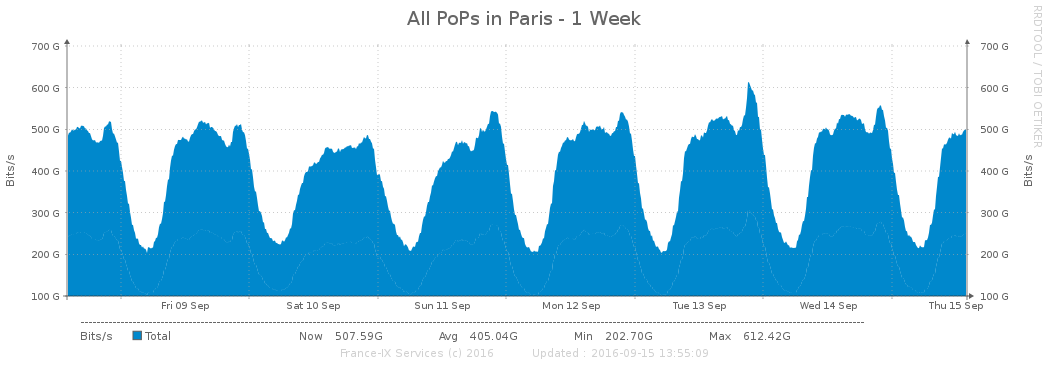 All PoPs in Paris - 1 Week
RRDTOOL / TOBI OETIKER
700 G 700 G
600 G 600 G
500 G 500 G
400 G 400 G
300 G 300 G
200 G 200 G
100 G 100 G
Bits/s
Bits/s
Fri 09 Sep Sat 10 Sep Sun 11 Sep Mon 12 Sep Tue 13 Sep Wed 14 Sep Thu 15 Sep
Bits/s Total Now 507.59G Avg 405.04G Min 202.70G Max 612.42G
France-IX Services (c) 2016 Updated : 2016-09-15 13:55:09